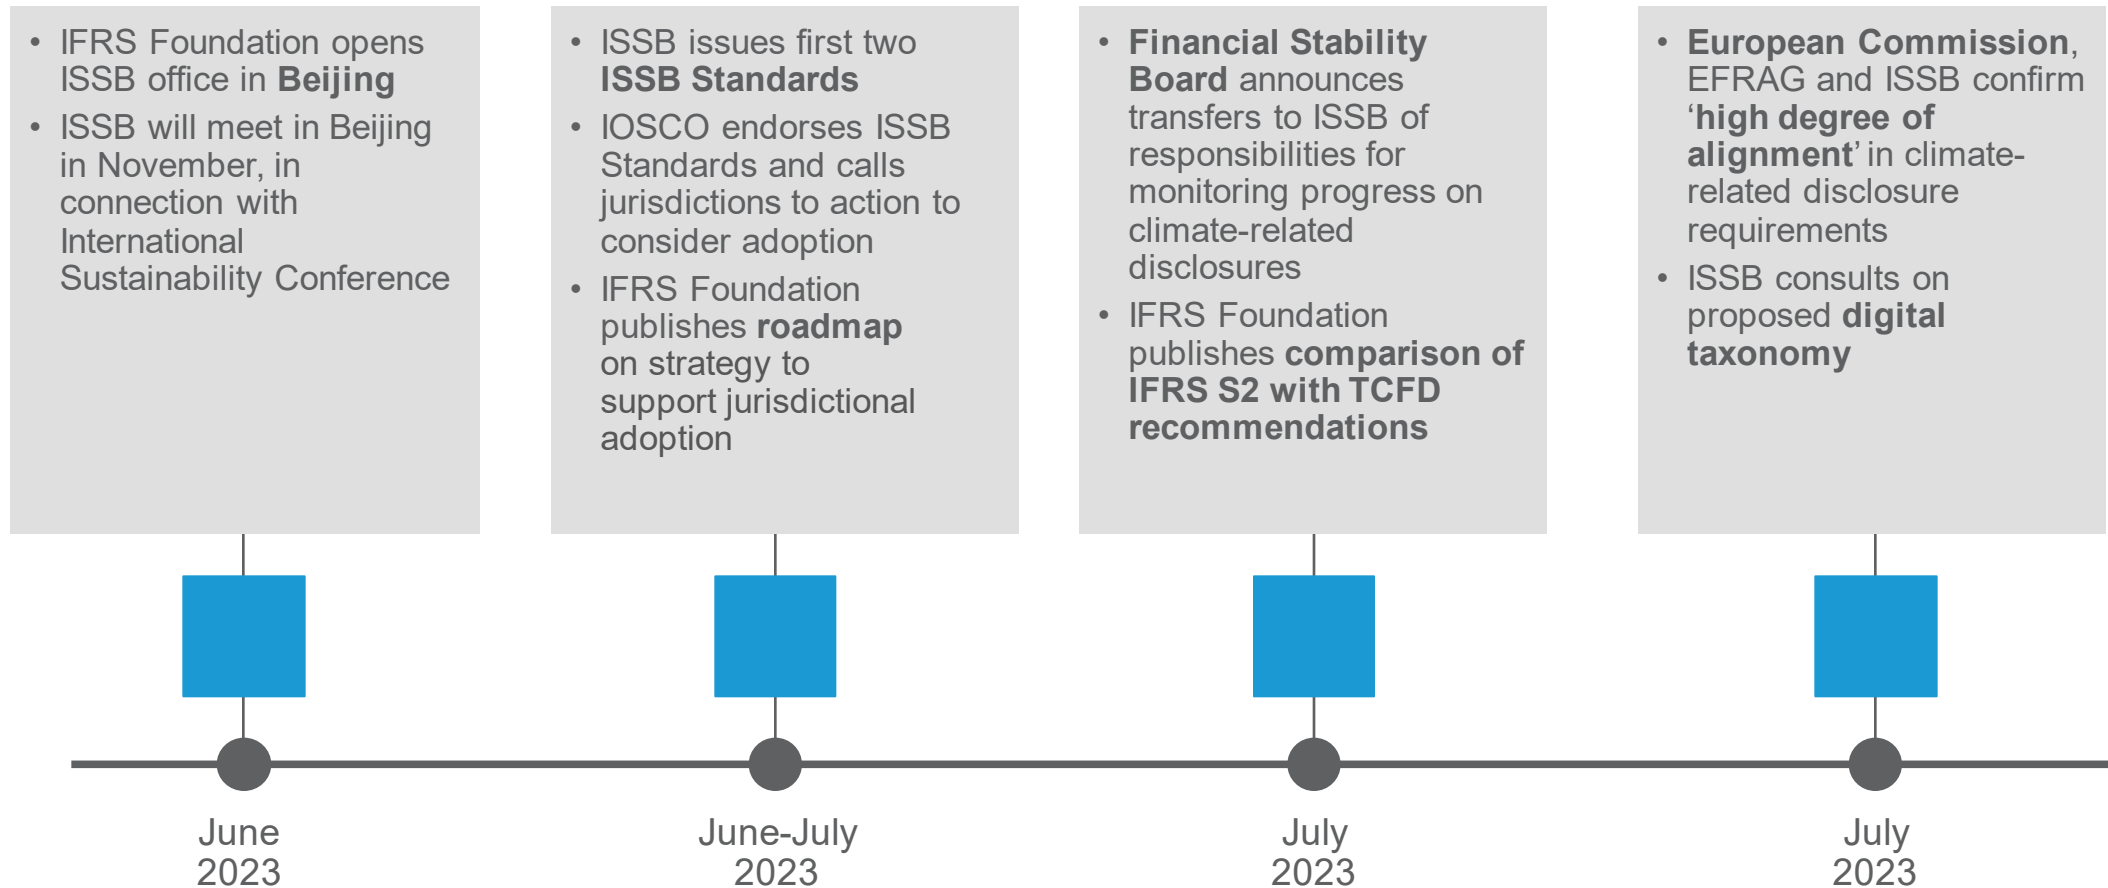 • IFRS Foundation opens
ISSB office in Beijing
• ISSB will meet in Beijing
in November, in
connection with
International
Sustainability Conference
• ISSB issues first two
ISSB Standards
• IOSCO endorses ISSB
Standards and calls
jurisdictions to action to
consider adoption
• IFRS Foundation
publishes roadmap
on strategy to
support jurisdictional
adoption
• Financial Stability
Board announces
transfers to ISSB of
responsibilities for
monitoring progress on
climate-related
disclosures
• IFRS Foundation
publishes comparison of
IFRS S2 with TCFD
recommendations
• European Commission,
EFRAG and ISSB confirm
‘high degree of
alignment’ in climate-
related disclosure
requirements
• ISSB consults on
proposed digital
taxonomy
June
2023
June-July
2023
July
2023
July
2023